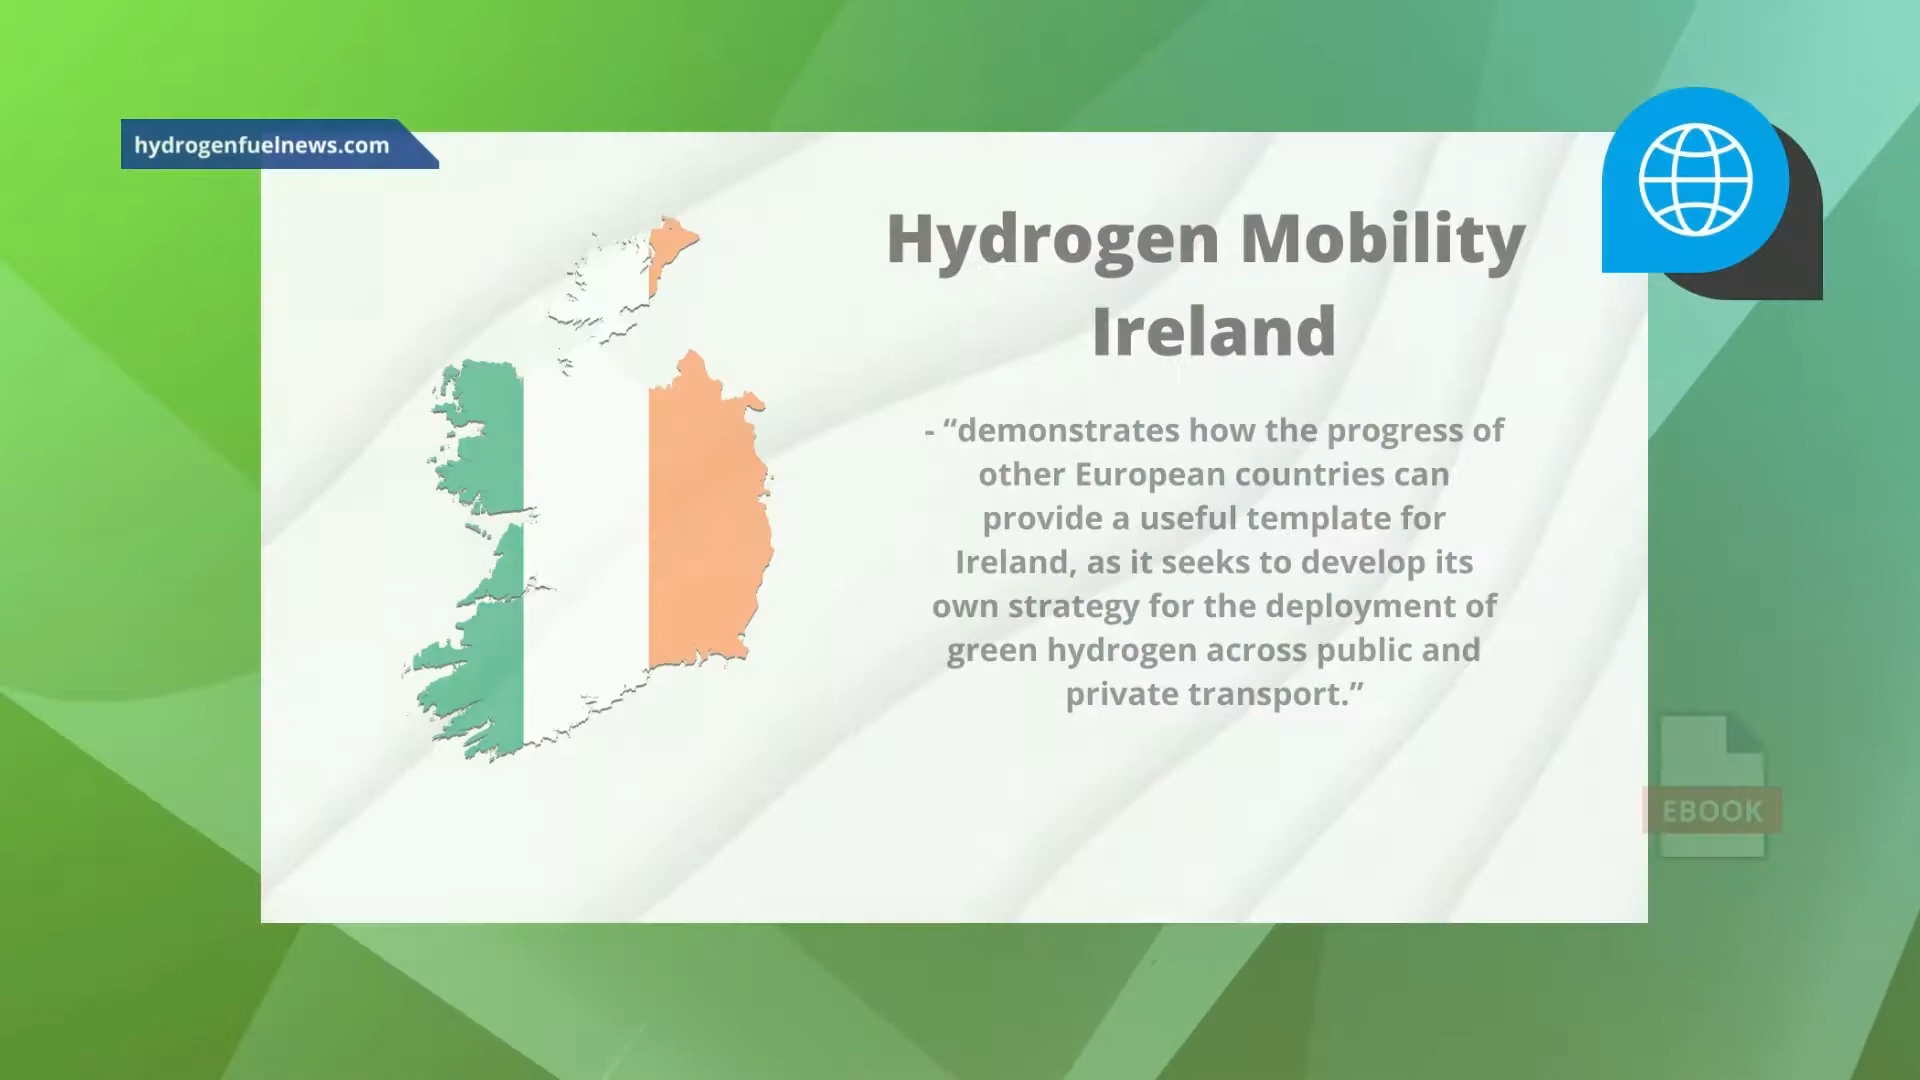 hydrogenfuelnews.com
Hydrogen Mobility
Ireland
- “demonstrates how the progress of
other European countries can
provide a useful template for
Ireland, as it seeks to develop its
own strategy for the deployment of
green hydrogen across public and
private transport.”
EBOOK